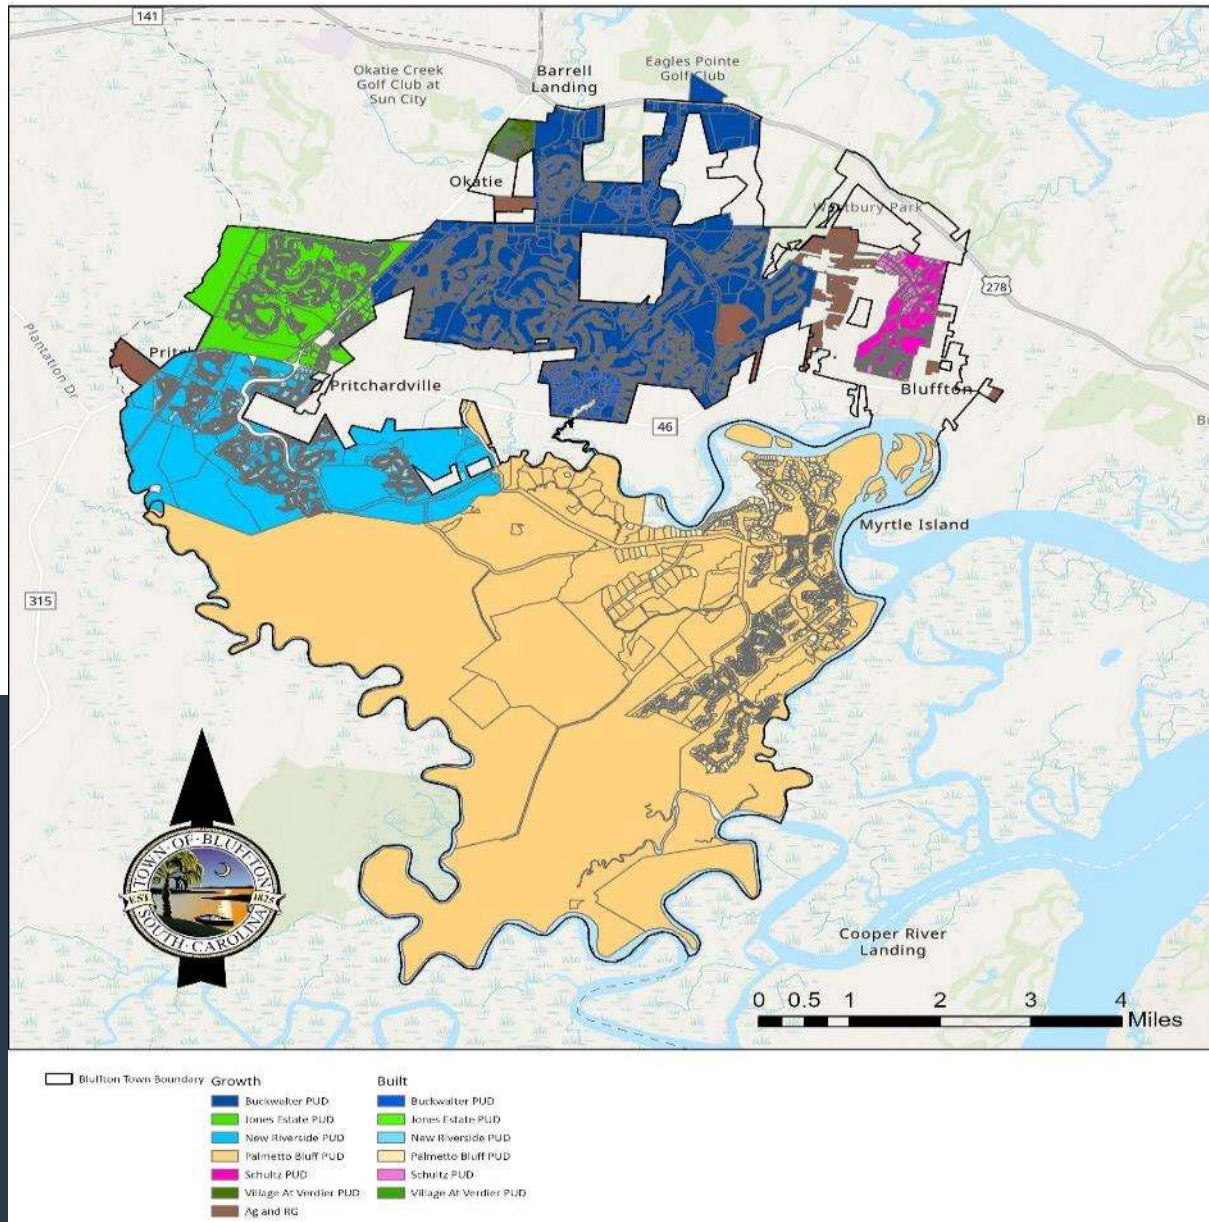 141
Okatie Creek
Golf Club at
Sun City
Barrell
Landing
Eagles Pointe
Golf Club
Okatie
Westbury Park
278
Plantation Dr
Pritch
Pritchardville
Bluffton
46
Myrtle Island
315
TOWN OF BLUFFTON
EST. 1825
SOUTH CAROLINA
Cooper River
Landing
0 0.5 1 2 3 4
Miles
Bluffton Town Boundary
Growth
Buckwalter PUD
Jones Estate PUD
New Riverside PUD
Palmetto Bluff PUD
Schultz PUD
Village At Verdier PUD
Ag and RG
Built
Buckwalter PUD
Jones Estate PUD
New Riverside PUD
Palmetto Bluff PUD
Schultz PUD
Village At Verdier PUD